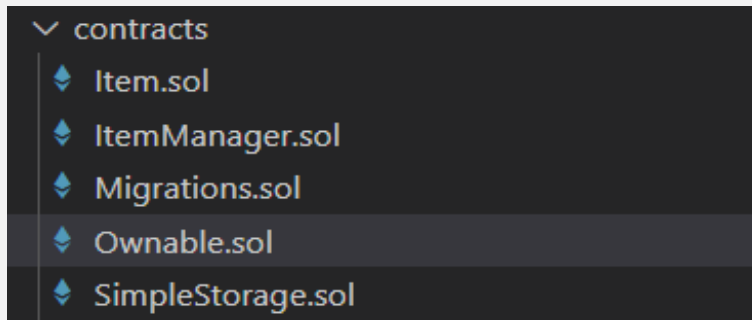 contracts
Item.sol
ItemManager.sol
Migrations.sol
Ownable.sol
SimpleStorage.sol